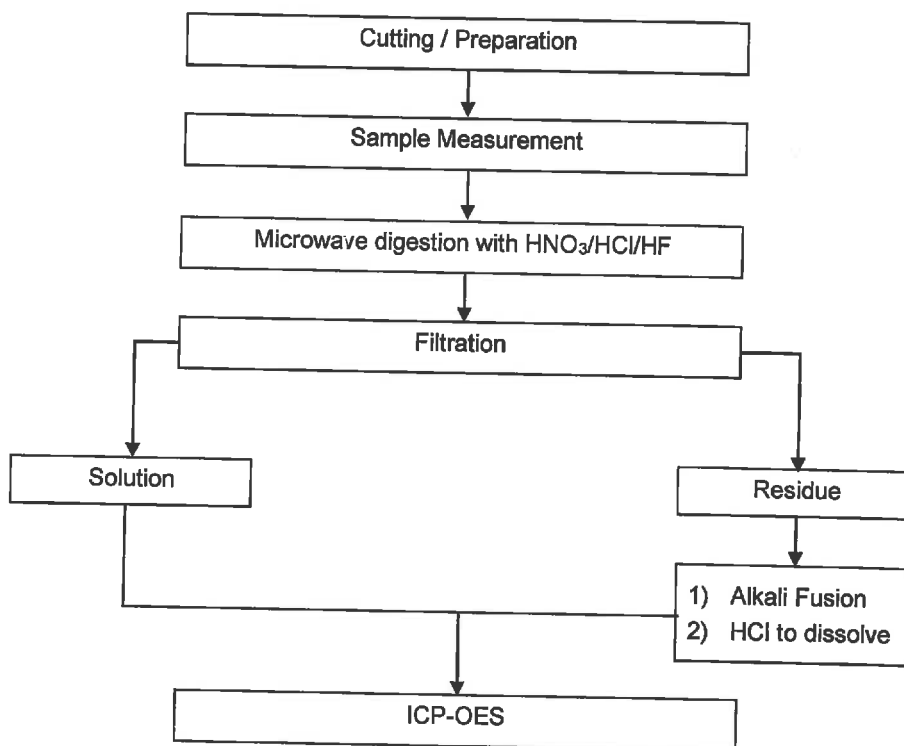 Cutting / Preparation
Sample Measurement
Microwave digestion with HNO₃/HCl/HF
Filtration
Solution
Residue
1) Alkali Fusion
2) HCl to dissolve
ICP-OES